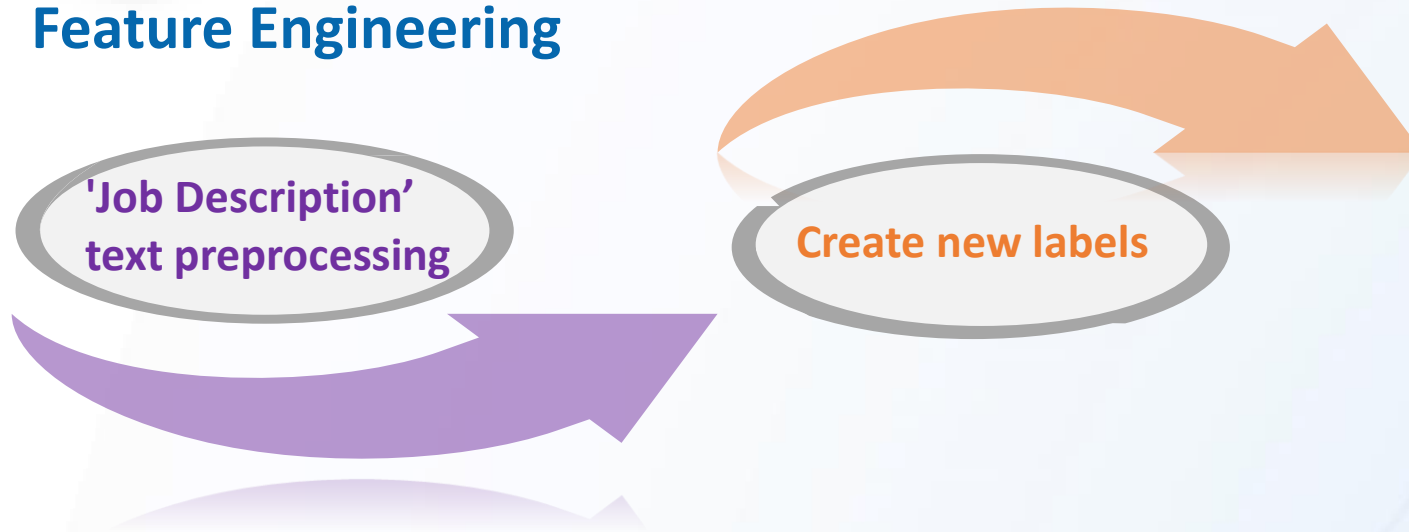 Feature Engineering
'Job Description’
text preprocessing
Create new labels